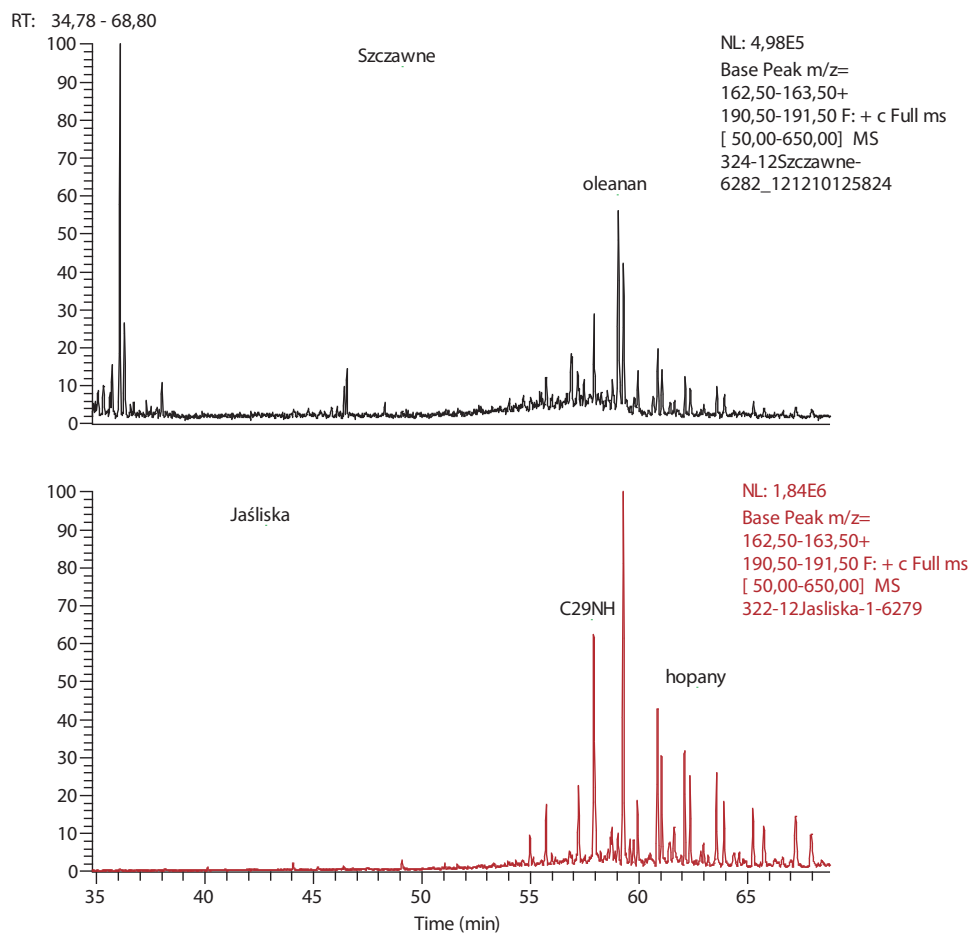 RT: 34,78 - 68,80
Szczawne
NL: 4,98E5
Base Peak m/z=
162,50-163,50+
190,50-191,50 F: + c Full ms
[ 50,00-650,00] MS
324-12Szczawne-
6282_121210125824
oleanan
100
90
80
70
60
50
40
30
20
10
0
Jaśliska
NL: 1,84E6
Base Peak m/z=
162,50-163,50+
190,50-191,50 F: + c Full ms
[ 50,00-650,00] MS
322-12Jasliska-1-6279
C29NH
hopany
100
90
80
70
60
50
40
30
20
10
0
35 40 45 50 55 60 65
Time (min)